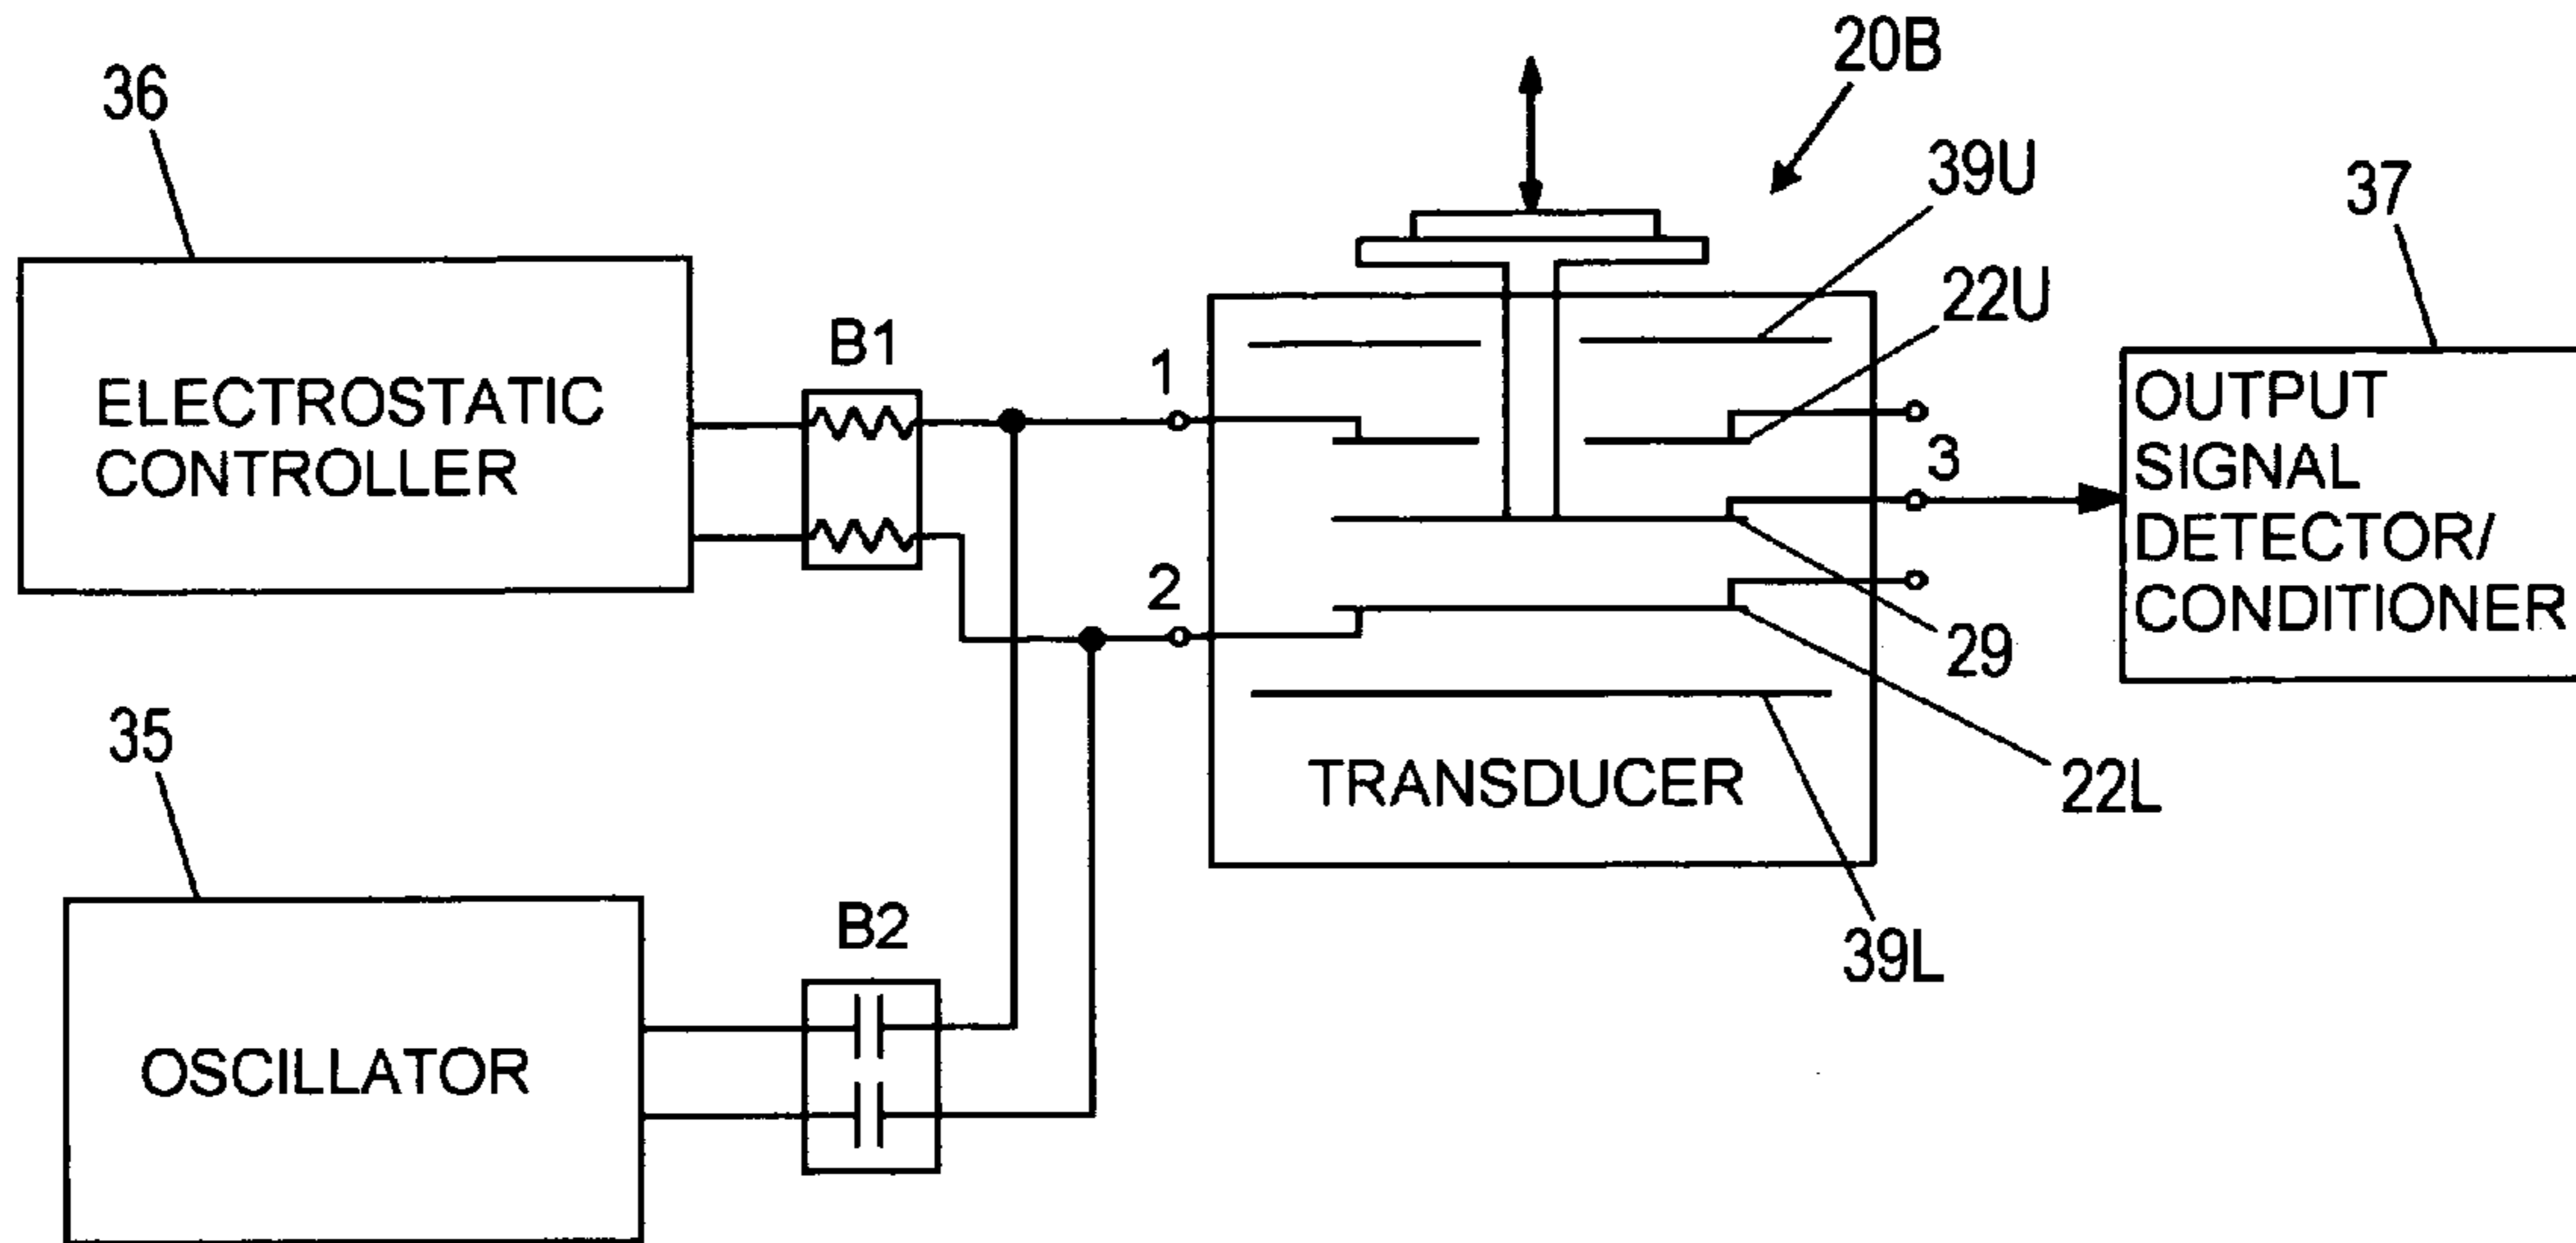 20B
36
39U
37
22U
B1
ELECTROSTATIC
CONTROLLER
1
3
OUTPUT
SIGNAL
DETECTOR/
CONDITIONER
2
29
22L
39L
TRANSDUCER
35
B2
OSCILLATOR